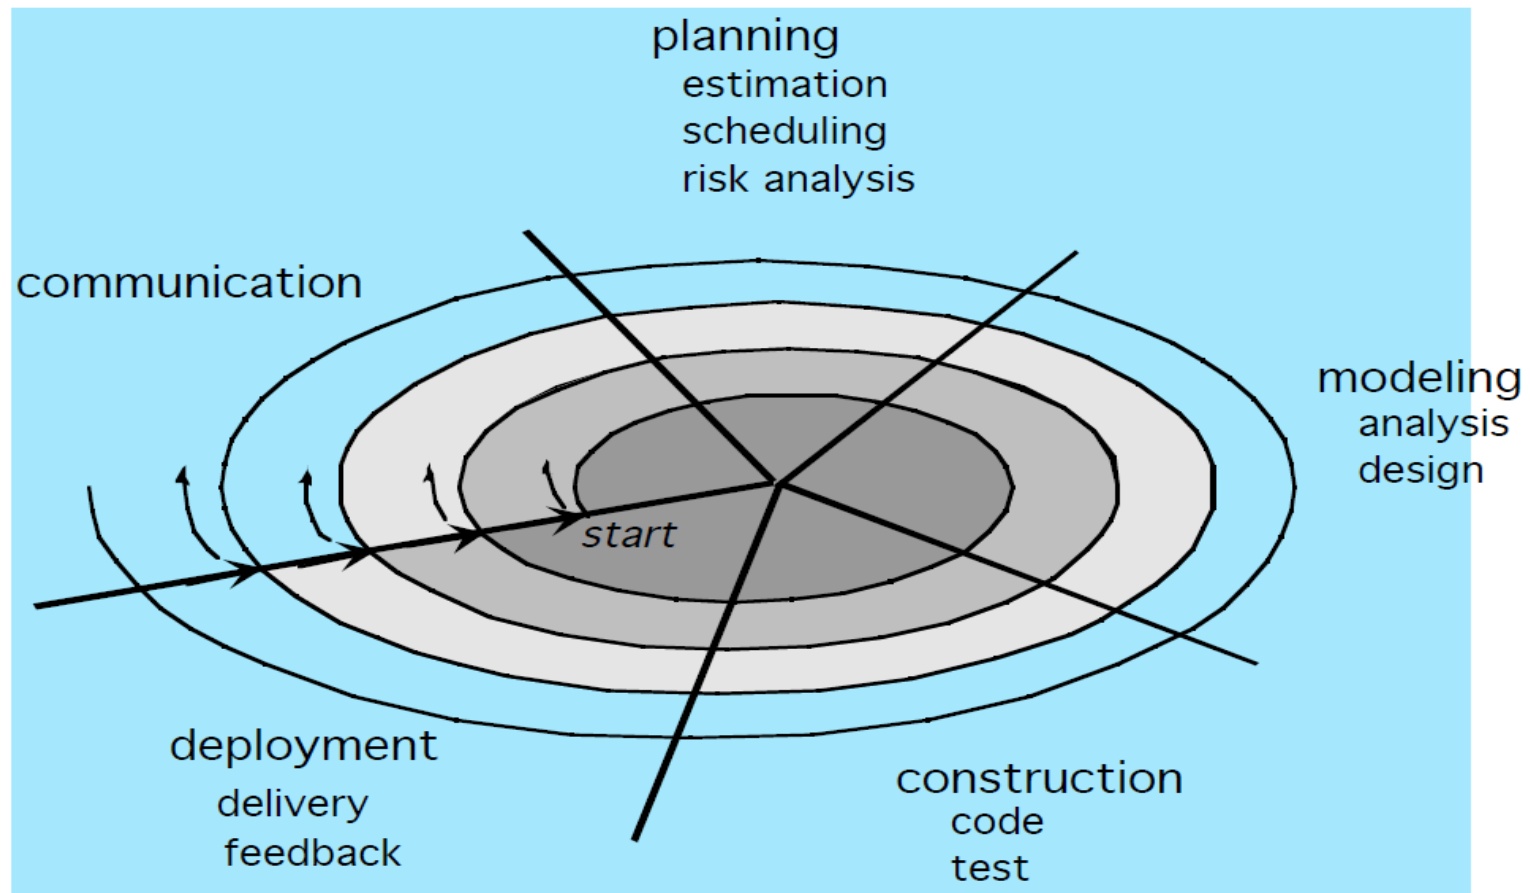 planning
estimation
scheduling
risk analysis
communication
modeling
analysis
design
start
deployment
delivery
feedback
construction
code
test